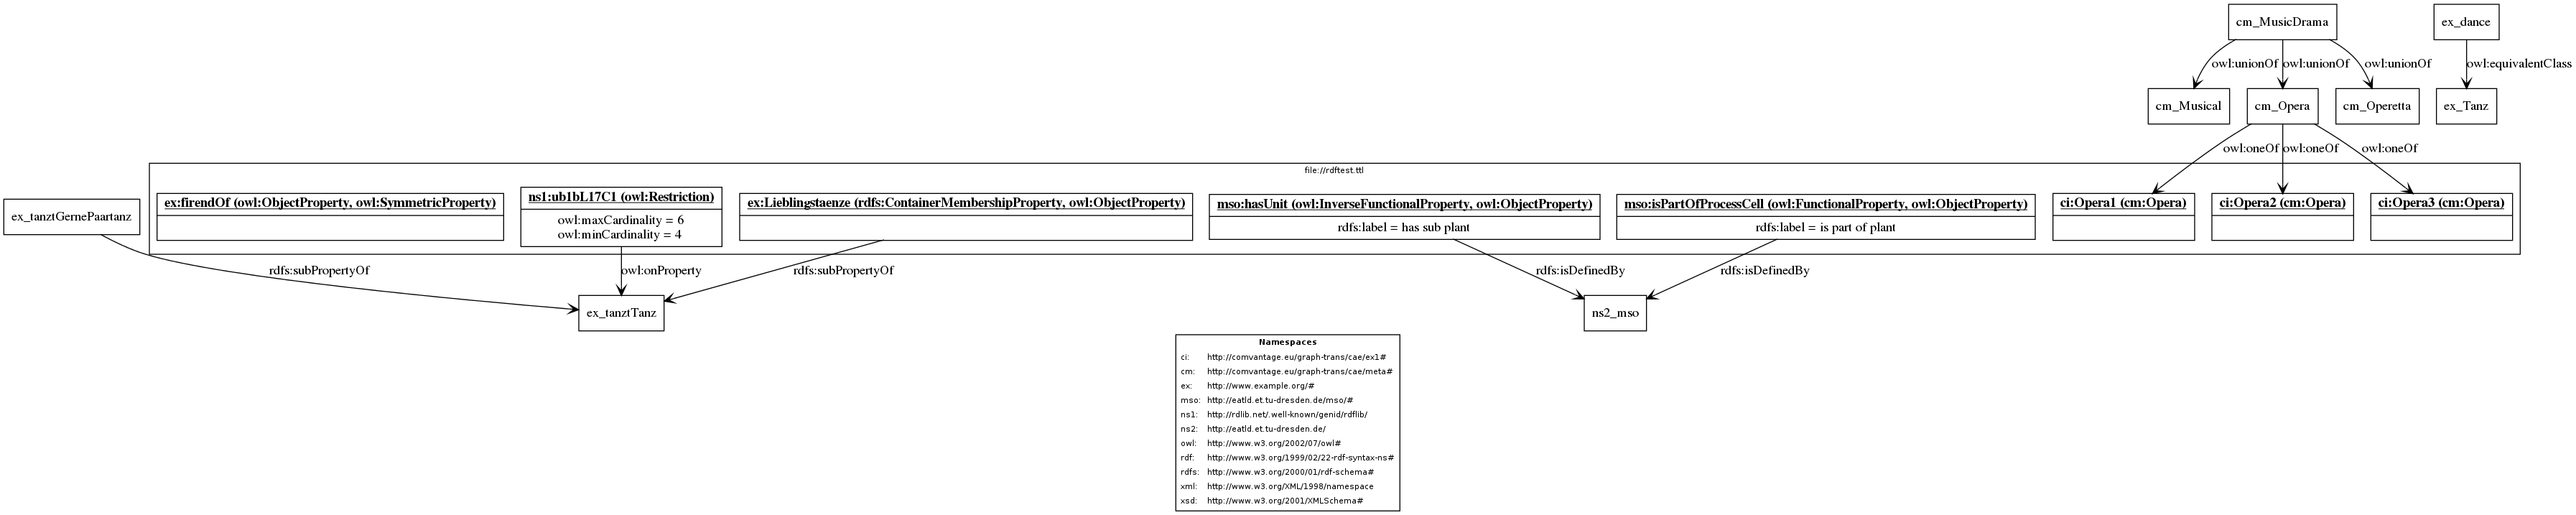 cm_MusicDrama
ex_dance
owl:unionOf
owl:unionOf
owl:unionOf
owl:equivalentClass
cm_Musical
cm_Opera
cm_Operetta
ex_Tanz
owl:oneOf
owl:oneOf
owl:oneOf
file://rdftest.ttl
ex_tanztGernePaartanz
ex:firendOf (owl:ObjectProperty, owl:SymmetricProperty)
ns1:ub1bL17C1 (owl:Restriction)
owl:maxCardinality = 6
owl:minCardinality = 4
ex:Lieblingstaenze (rdfs:ContainerMembershipProperty, owl:ObjectProperty)
mso:hasUnit (owl:InverseFunctionalProperty, owl:ObjectProperty)
rdfs:label = has sub plant
mso:isPartOfProcessCell (owl:FunctionalProperty, owl:ObjectProperty)
rdfs:label = is part of plant
ci:Opera1 (cm:Opera)
ci:Opera2 (cm:Opera)
ci:Opera3 (cm:Opera)
rdfs:subPropertyOf
owl:onProperty
rdfs:subPropertyOf
rdfs:isDefinedBy
rdfs:isDefinedBy
ex_tanztTanz
ns2_mso
Namespaces
ci: http://comvantage.eu/graph-trans/cae/ex1#
cm: http://comvantage.eu/graph-trans/cae/meta#
ex: http://www.example.org/#
mso: http://eatld.et.tu-dresden.de/mso/#
ns1: http://rdlib.net/.well-known/genid/rdflib/
ns2: http://eatld.et.tu-dresden.de/
owl: http://www.w3.org/2002/07/owl#
rdf: http://www.w3.org/1999/02/22-rdf-syntax-ns#
rdfs: http://www.w3.org/2000/01/rdf-schema#
xml: http://www.w3.org/XML/1998/namespace
xsd: http://www.w3.org/2001/XMLSchema#